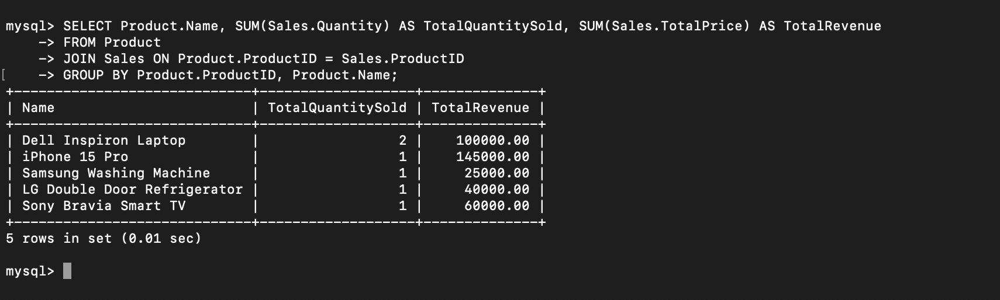 mysql> SELECT Product.Name, SUM(Sales.Quantity) AS TotalQuantitySold, SUM(Sales.TotalPrice) AS TotalRevenue
    -> FROM Product
    -> JOIN Sales ON Product.ProductID = Sales.ProductID
[    -> GROUP BY Product.ProductID, Product.Name;
+-----------------------------+-------------------+--------------+
| Name                        | TotalQuantitySold | TotalRevenue |
+-----------------------------+-------------------+--------------+
| Dell Inspiron Laptop        |                 2 |    100000.00 |
| iPhone 15 Pro               |                 1 |    145000.00 |
| Samsung Washing Machine     |                 1 |     25000.00 |
| LG Double Door Refrigerator |                 1 |     40000.00 |
| Sony Bravia Smart TV        |                 1 |     60000.00 |
+-----------------------------+-------------------+--------------+
5 rows in set (0.01 sec)
mysql>